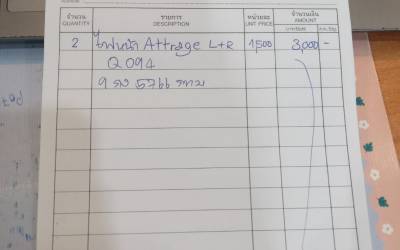 จำนวน รายการ หน่วยละ จำนวนเงิน
QUANTITY DESCRIPTION UNIT PRICE AMOUNT
2 ไฟหน้า Attrage L+R 1,500 3,000 -
Q094
9 5766